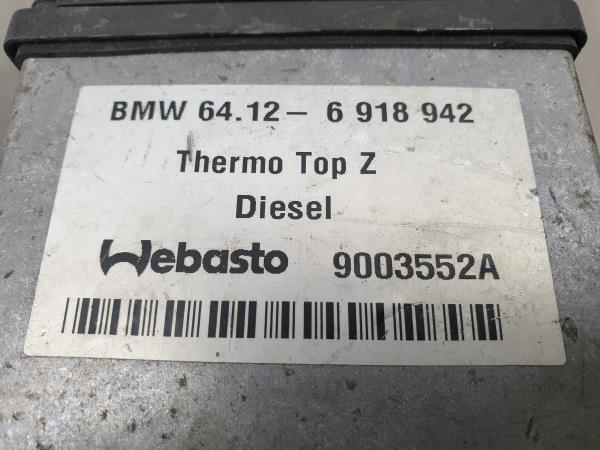 BMW 64.12- 6 918 942
Thermo Top Z
Diesel
Webasto 9003552A